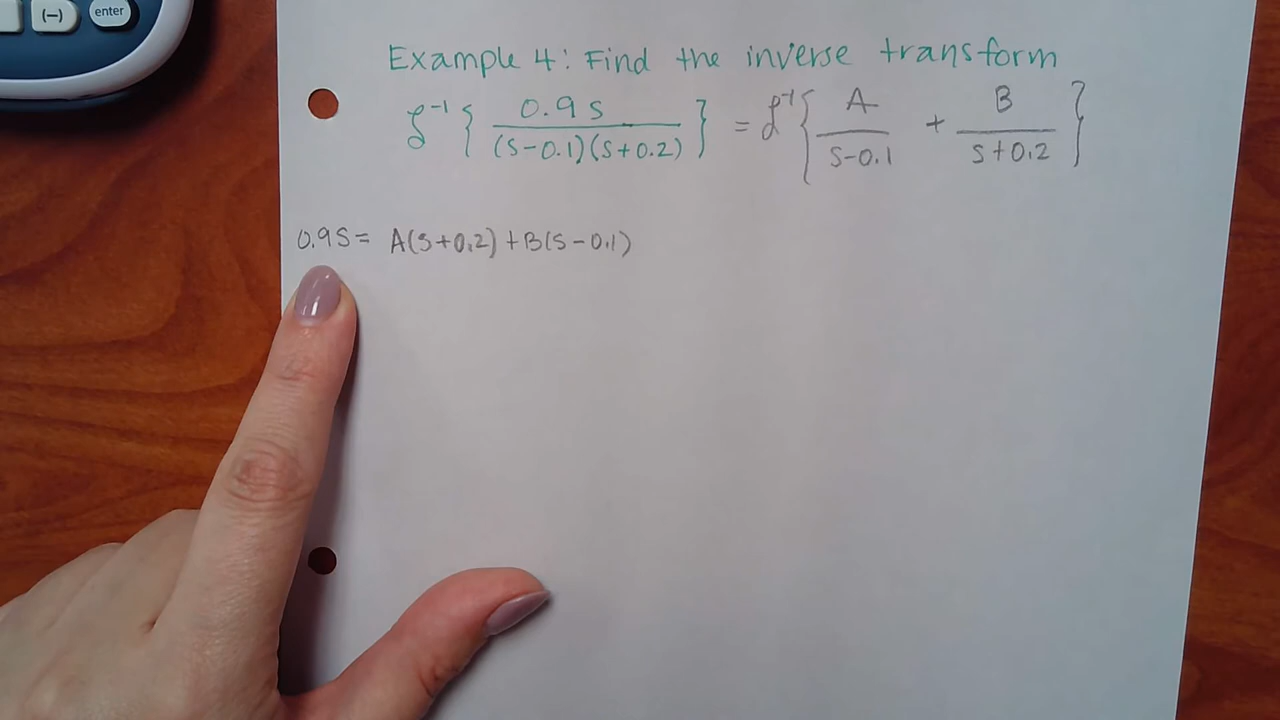 (−) enter
Example 4: Find the inverse transform
ℒ⁻¹ { 0.9s / (s-0.1)(s+0.2) } = ℒ⁻¹ { A / s-0.1 + B / s+0.2 }
0.9s = A(s+0.2) + B(s-0.1)